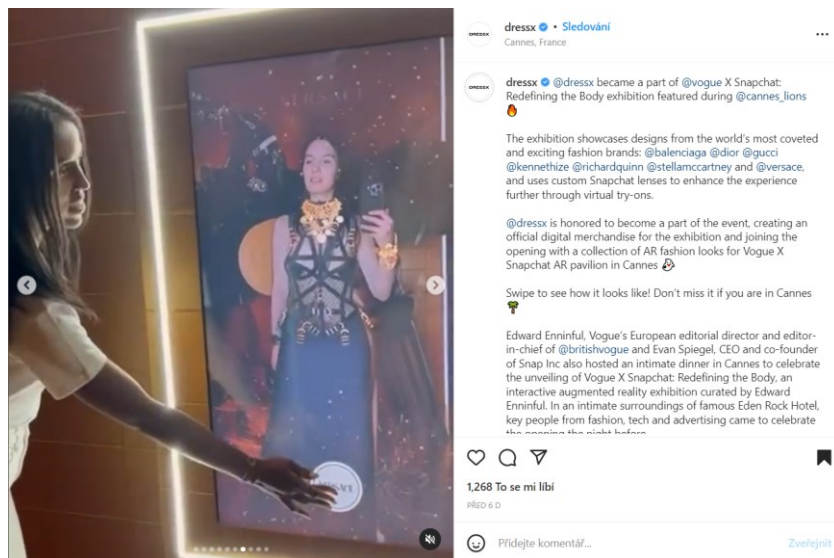 VERSACE
DRESSX
dressx • Sledování
Cannes, France
DRESSX
dressx @dressx became a part of @vogue X Snapchat:
Redefining the Body exhibition featured during @cannes_lions
The exhibition showcases designs from the world's most coveted
and exciting fashion brands: @balenciaga @dior @gucci
@kennethize @richardquinn @stellamccartney and @versace,
and uses custom Snapchat lenses to enhance the experience
further through virtual try-ons.
@dressx is honored to become a part of the event, creating an
official digital merchandise for the exhibition and joining the
opening with a collection of AR fashion looks for Vogue X
Snapchat AR pavilion in Cannes
Swipe to see how it looks like! Don't miss it if you are in Cannes
Edward Enninful, Vogue's European editorial director and editor-
in-chief of @britishvogue and Evan Spiegel, CEO and co-founder
of Snap Inc also hosted an intimate dinner in Cannes to celebrate
the unveiling of Vogue X Snapchat: Redefining the Body, an
interactive augmented reality exhibition curated by Edward
Enninful. In an intimate surroundings of famous Eden Rock Hotel,
key people from fashion, tech and advertising came to celebrate
the opening the night before
1,268 To se mi líbí
PŘED 6 D
Přidejte komentář...
Zveřejnit